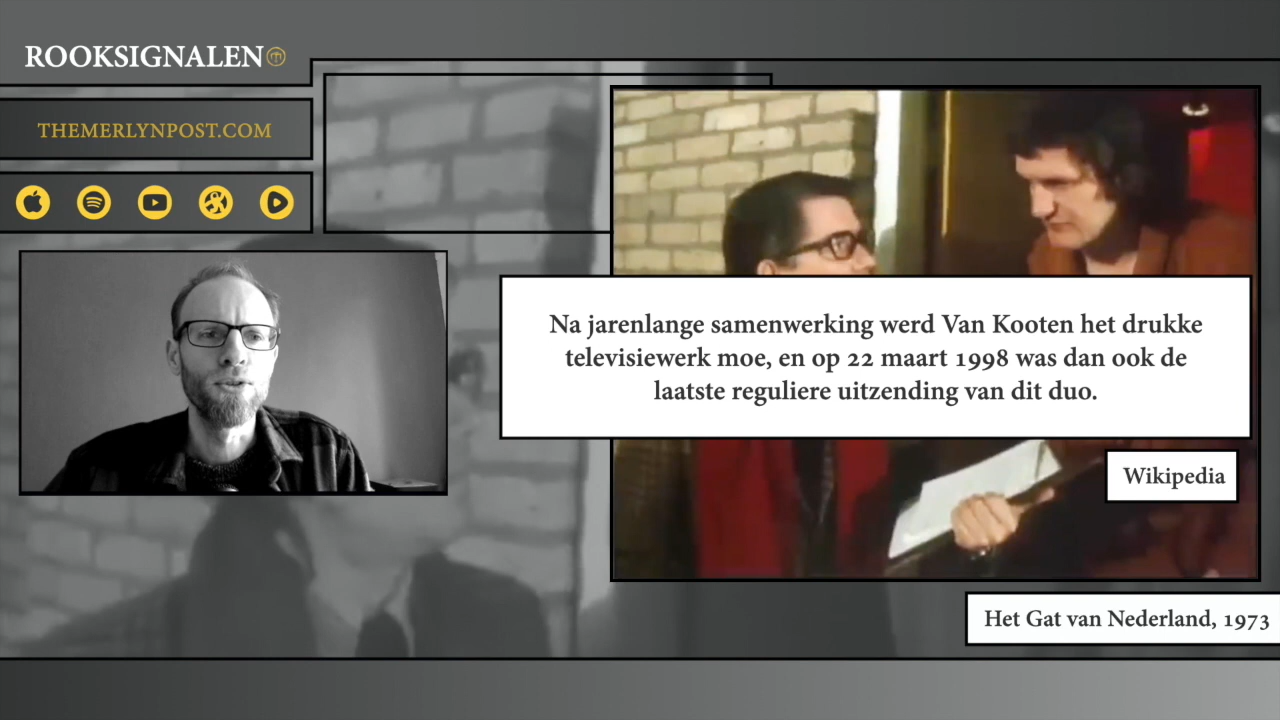 ROOKSIGNALEN
THEMERLYNPOST.COM
Na jarenlange samenwerking werd Van Kooten het drukke
televisiewerk moe, en op 22 maart 1998 was dan ook de
laatste reguliere uitzending van dit duo.
Wikipedia
Het Gat van Nederland, 1973